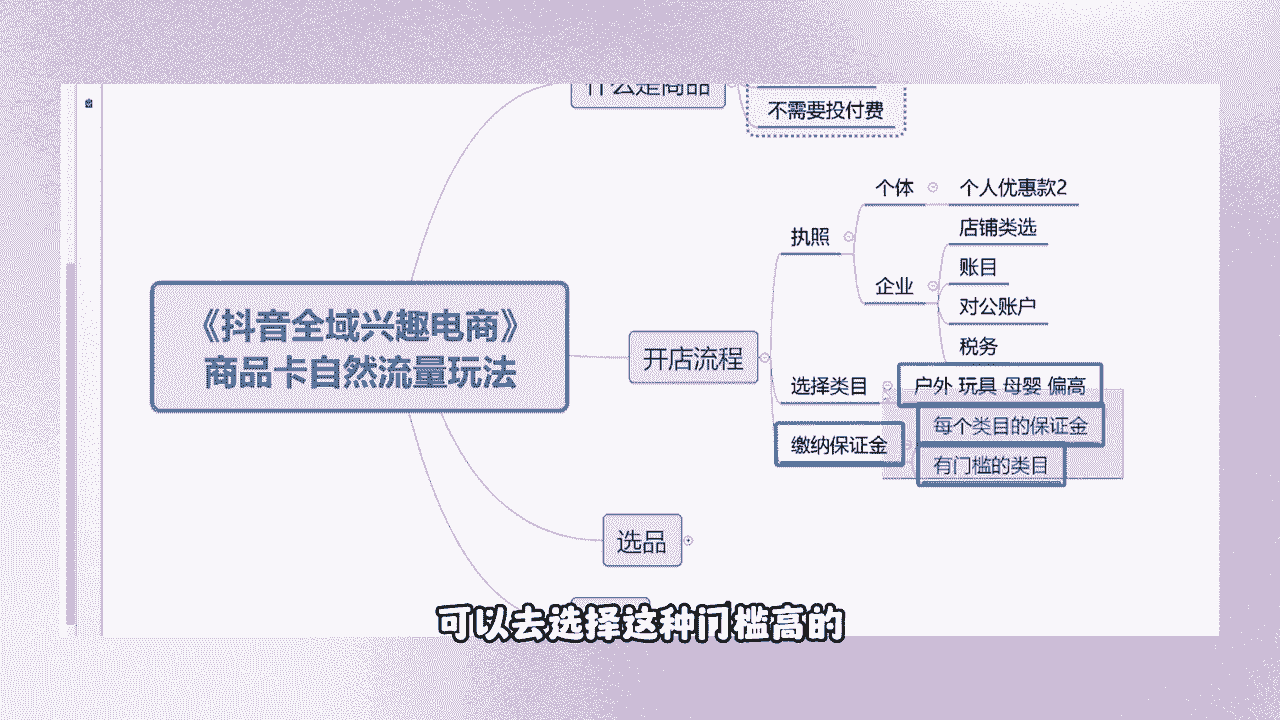 什么是商品
不需要投付费
个体
个人优惠款2
店铺类选
执照
账目
企业
对公账户
《抖音全域兴趣电商》
商品卡自然流量玩法
开店流程
税务
选择类目
户外 玩具 母婴 偏高
每个类目的保证金
缴纳保证金
有门槛的类目
选品
可以去选择这种门槛高的